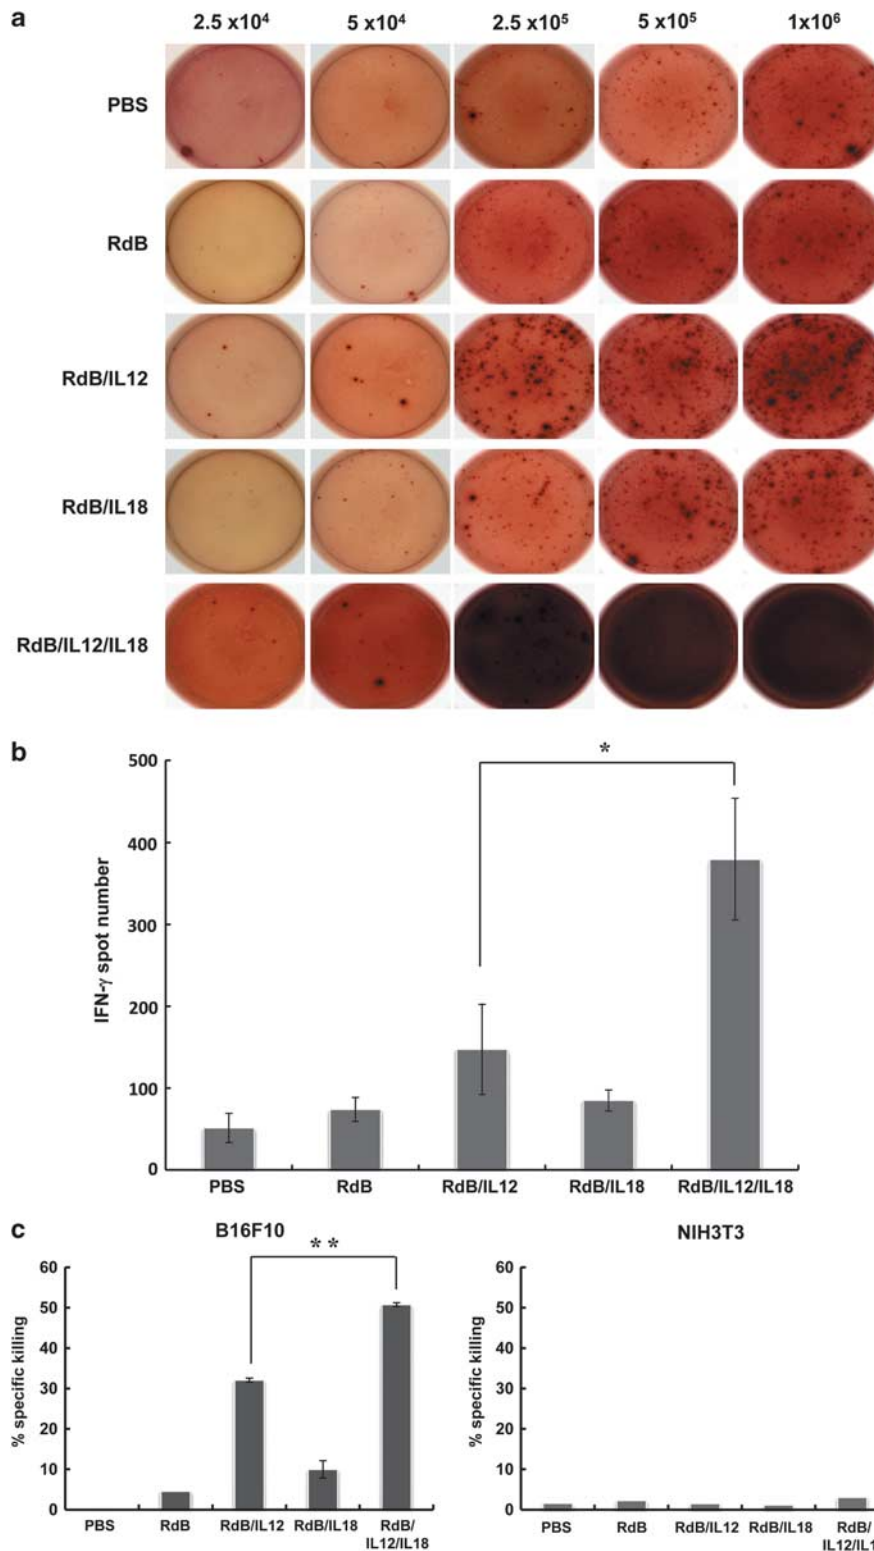 a
2.5 x10⁴ 5 x10⁴ 2.5 x10⁵ 5 x10⁵ 1x10⁶
PBS
RdB
RdB/IL12
RdB/IL18
RdB/IL12/IL18
b
*
500
400
300
200
100
0
IFN-γ spot number
PBS RdB RdB/IL12 RdB/IL18 RdB/IL12/IL18
c
B16F10
* *
60
50
40
30
20
10
0
% specific killing
PBS RdB RdB/IL12 RdB/IL18 RdB/
IL12/IL18
NIH3T3
60
50
40
30
20
10
0
% specific killing
PBS RdB RdB/IL12 RdB/IL18 RdB/
IL12/IL1